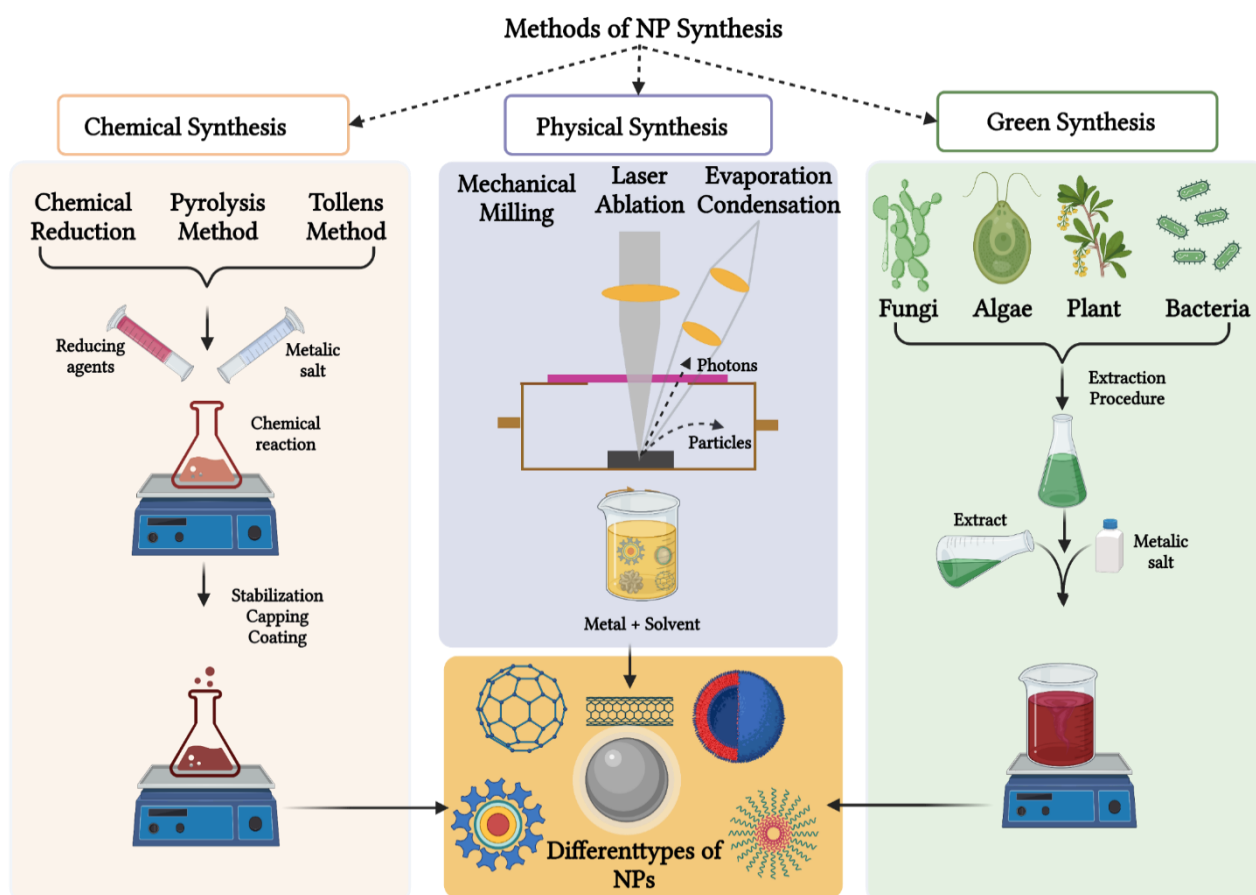 Methods of NP Synthesis
Chemical Synthesis
Chemical
Reduction
Pyrolysis
Method
Tollens
Method
Reducing
agents
Metalic
salt
Chemical
reaction
Stabilization
Capping
Coating
Physical Synthesis
Mechanical
Milling
Laser
Ablation
Evaporation
Condensation
Photons
Particles
Metal + Solvent
Green Synthesis
Fungi
Algae
Plant
Bacteria
Extraction
Procedure
Extract
Metalic
salt
Differenttypes of
NPs